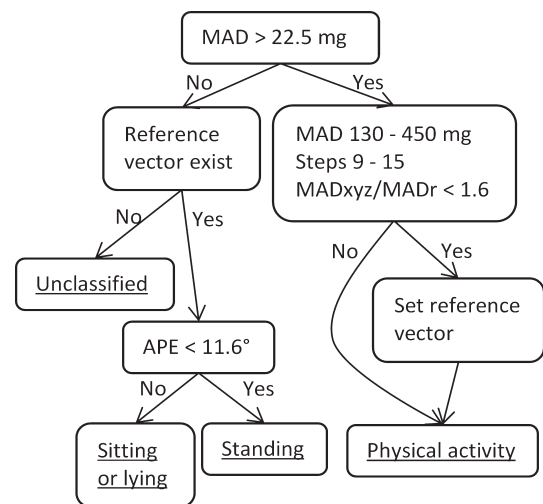 MAD > 22.5 mg
No
Yes
Reference
vector exist
MAD 130 - 450 mg
Steps 9 - 15
MADxyz/MADr < 1.6
No
Yes
No
Yes
Unclassified
Set reference
vector
APE < 11.6°
No
Yes
Sitting
or lying
Standing
Physical activity